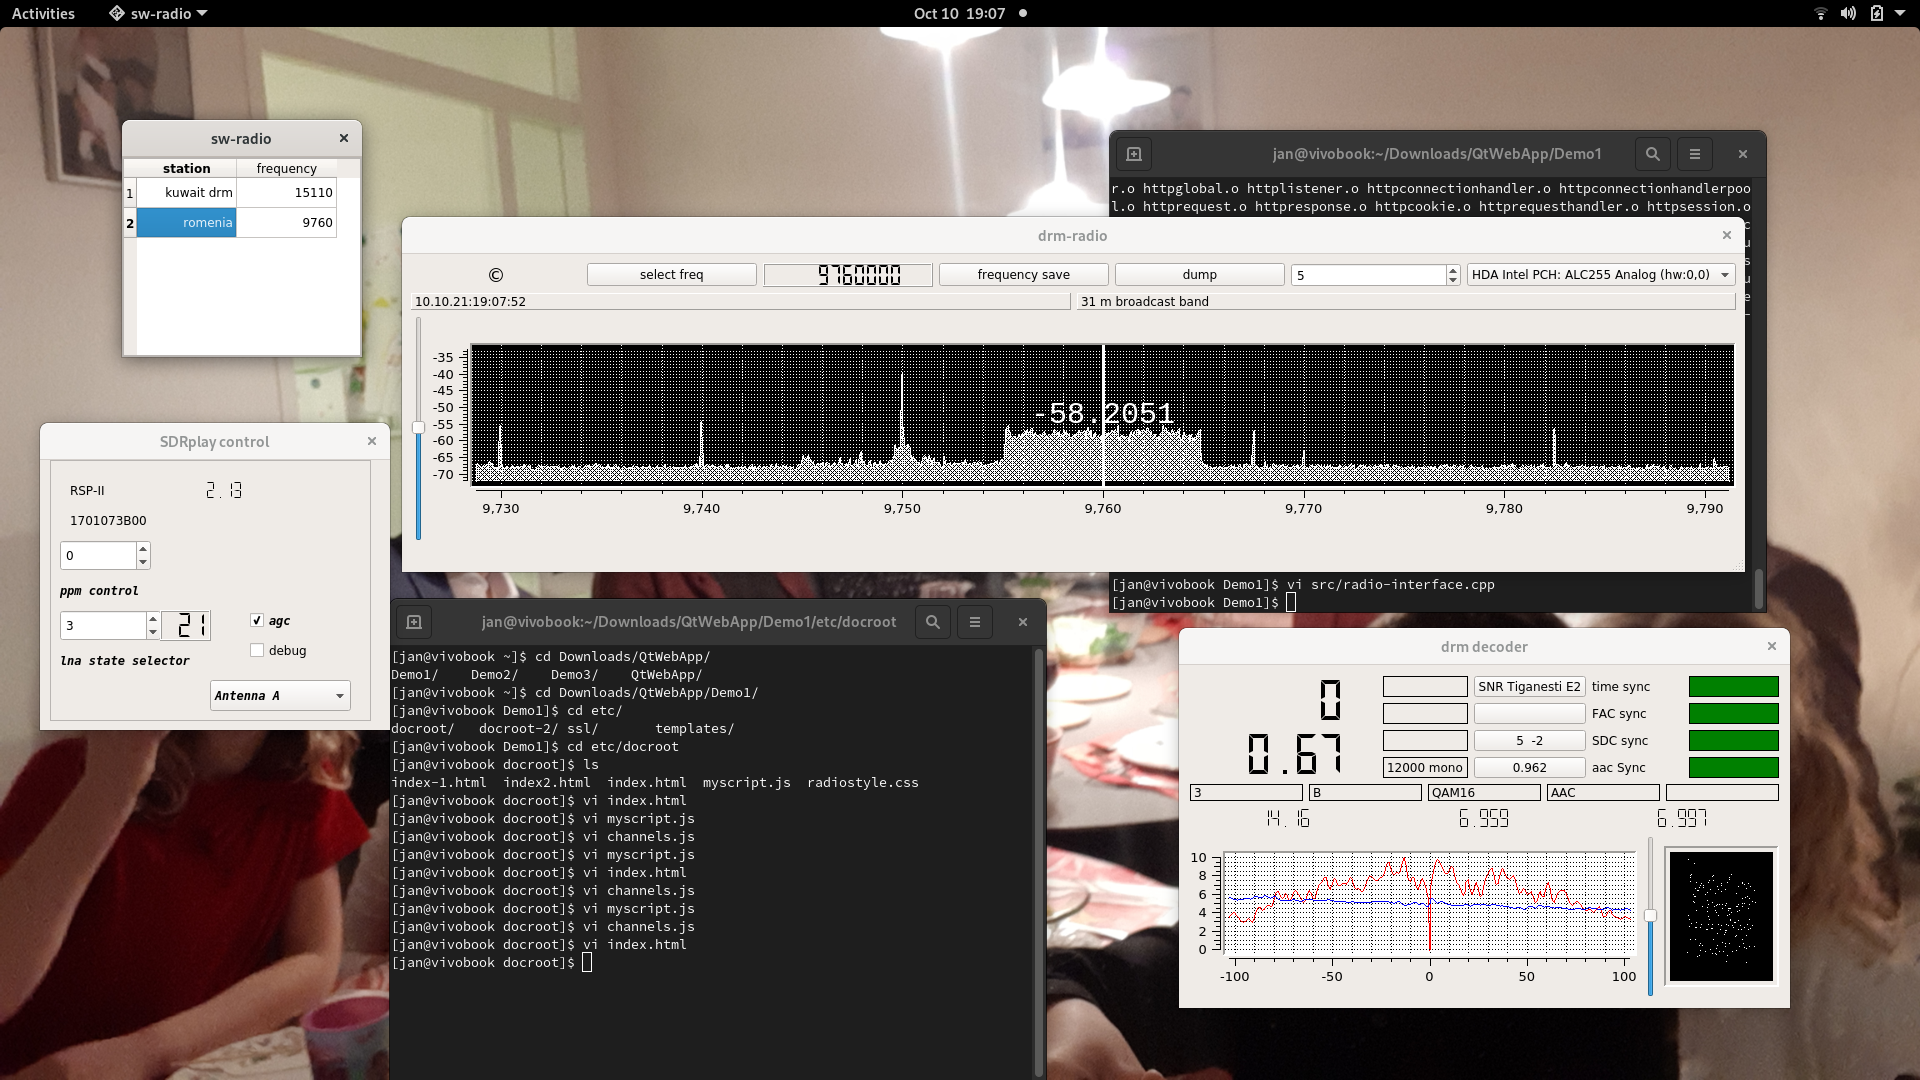 Activities sw-radio Oct 10 19:07
sw-radio
station frequency
1 kuwait drm 15110
2 romenia 9760
jan@vivobook:~/Downloads/QtWebApp/Demo1
r.o httpglobal.o httplistener.o httpconnectionhandler.o httpconnectionhandlerpoo
l.o httprequest.o httpresponse.o httpcookie.o httprequesthandler.o httpsession.o
[jan@vivobook Demo1]$ vi src/radio-interface.cpp
[jan@vivobook Demo1]$
drm-radio
© select freq 9760000 frequency save dump 5 HDA Intel PCH: ALC255 Analog (hw:0,0)
10.10.21:19:07:52 31 m broadcast band
-35
-40
-45
-50
-55
-60
-65
-70
-58.2051
9,730 9,740 9,750 9,760 9,770 9,780 9,790
SDRplay control
RSP-II 2.13
1701073B00
0
ppm control
3 21 agc
lna state selector debug
Antenna A
jan@vivobook:~/Downloads/QtWebApp/Demo1/etc/docroot
[jan@vivobook ~]$ cd Downloads/QtWebApp/
Demo1/ Demo2/ Demo3/ QtWebApp/
[jan@vivobook ~]$ cd Downloads/QtWebApp/Demo1/
[jan@vivobook Demo1]$ cd etc/
docroot/ docroot-2/ ssl/ templates/
[jan@vivobook Demo1]$ cd etc/docroot
[jan@vivobook docroot]$ ls
index-1.html index2.html index.html myscript.js radiostyle.css
[jan@vivobook docroot]$ vi index.html
[jan@vivobook docroot]$ vi myscript.js
[jan@vivobook docroot]$ vi channels.js
[jan@vivobook docroot]$ vi myscript.js
[jan@vivobook docroot]$ vi index.html
[jan@vivobook docroot]$ vi channels.js
[jan@vivobook docroot]$ vi myscript.js
[jan@vivobook docroot]$ vi channels.js
[jan@vivobook docroot]$ vi index.html
[jan@vivobook docroot]$
drm decoder
0 SNR Tiganesti E2 time sync
FAC sync
0.67 5 -2 SDC sync
12000 mono 0.962 aac Sync
3 B QAM16 AAC
14.16 6.959 6.997
10
8
6
4
2
0
-100 -50 0 50 100